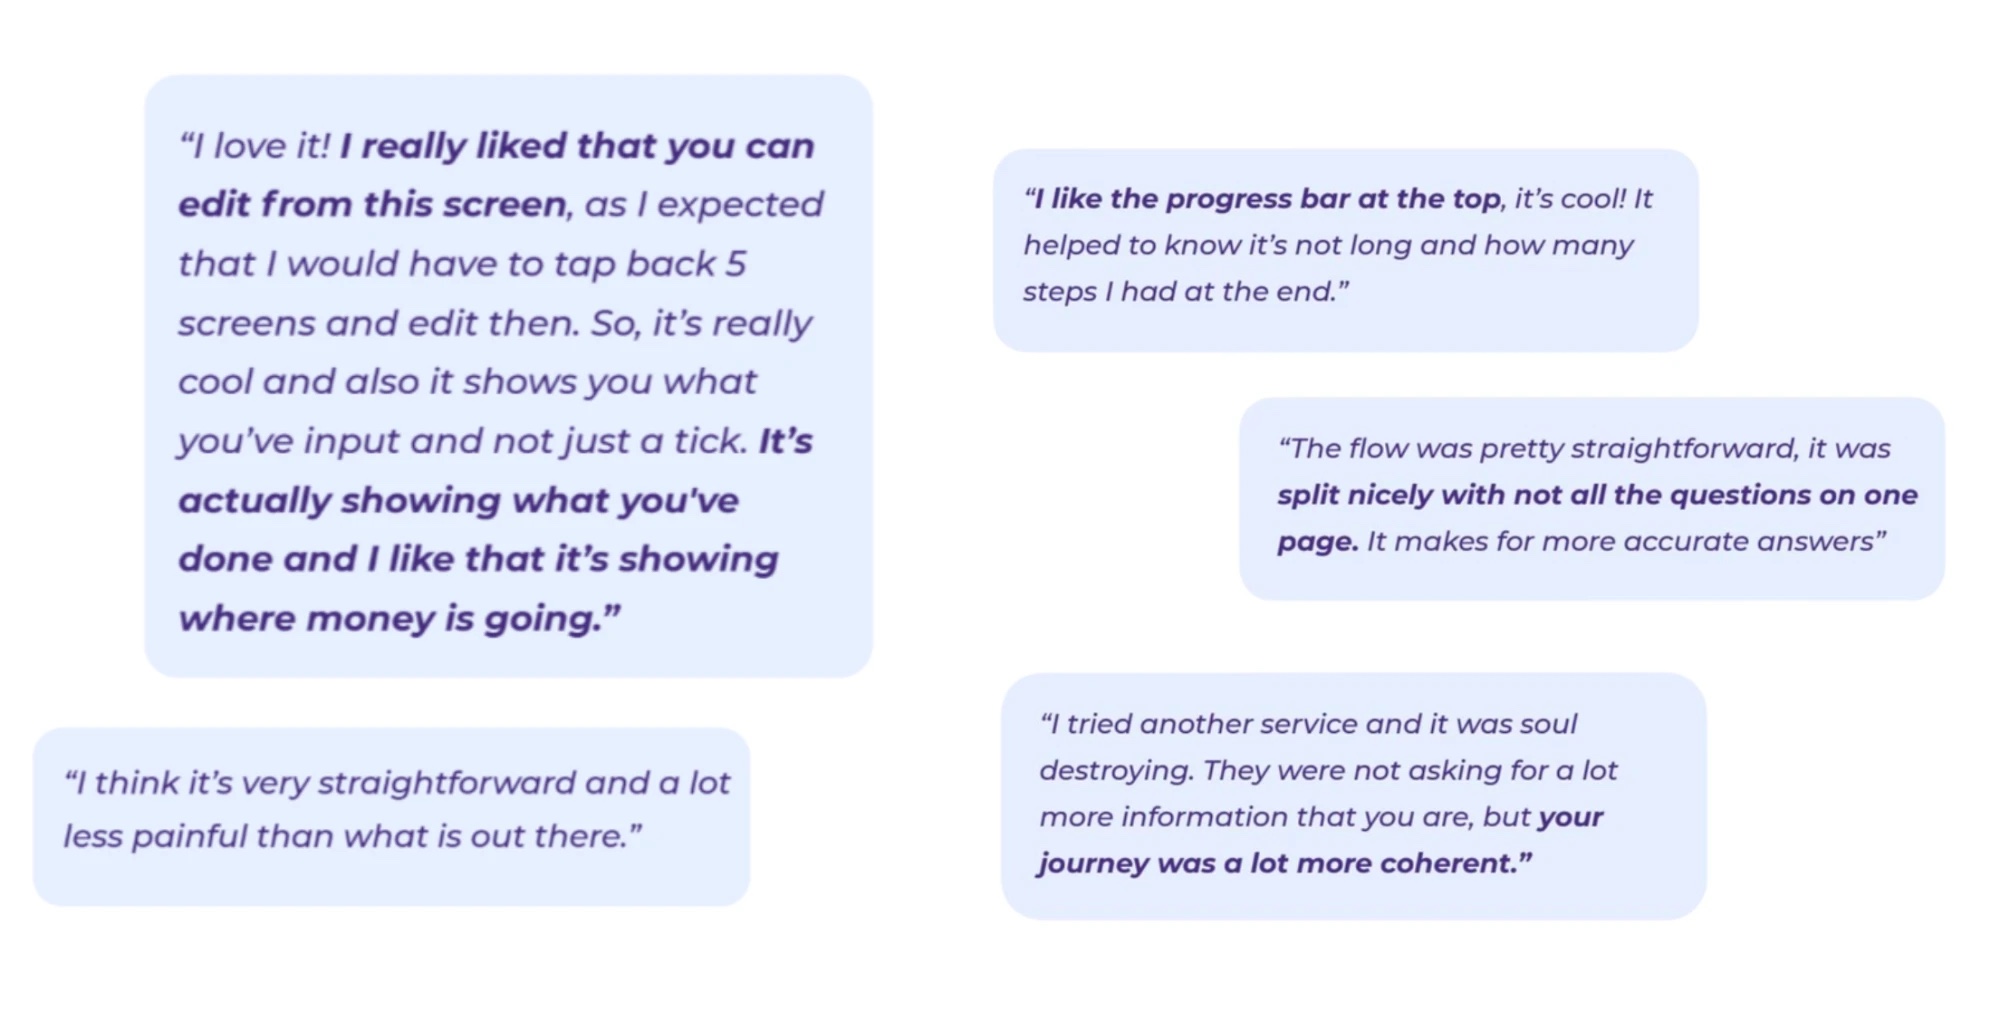 “I love it! I really liked that you can
edit from this screen, as I expected
that I would have to tap back 5
screens and edit then. So, it’s really
cool and also it shows you what
you’ve input and not just a tick. It’s
actually showing what you've
done and I like that it’s showing
where money is going.”
“I think it’s very straightforward and a lot
less painful than what is out there.”
“I like the progress bar at the top, it’s cool! It
helped to know it’s not long and how many
steps I had at the end.”
“The flow was pretty straightforward, it was
split nicely with not all the questions on one
page. It makes for more accurate answers”
“I tried another service and it was soul
destroying. They were not asking for a lot
more information that you are, but your
journey was a lot more coherent.”